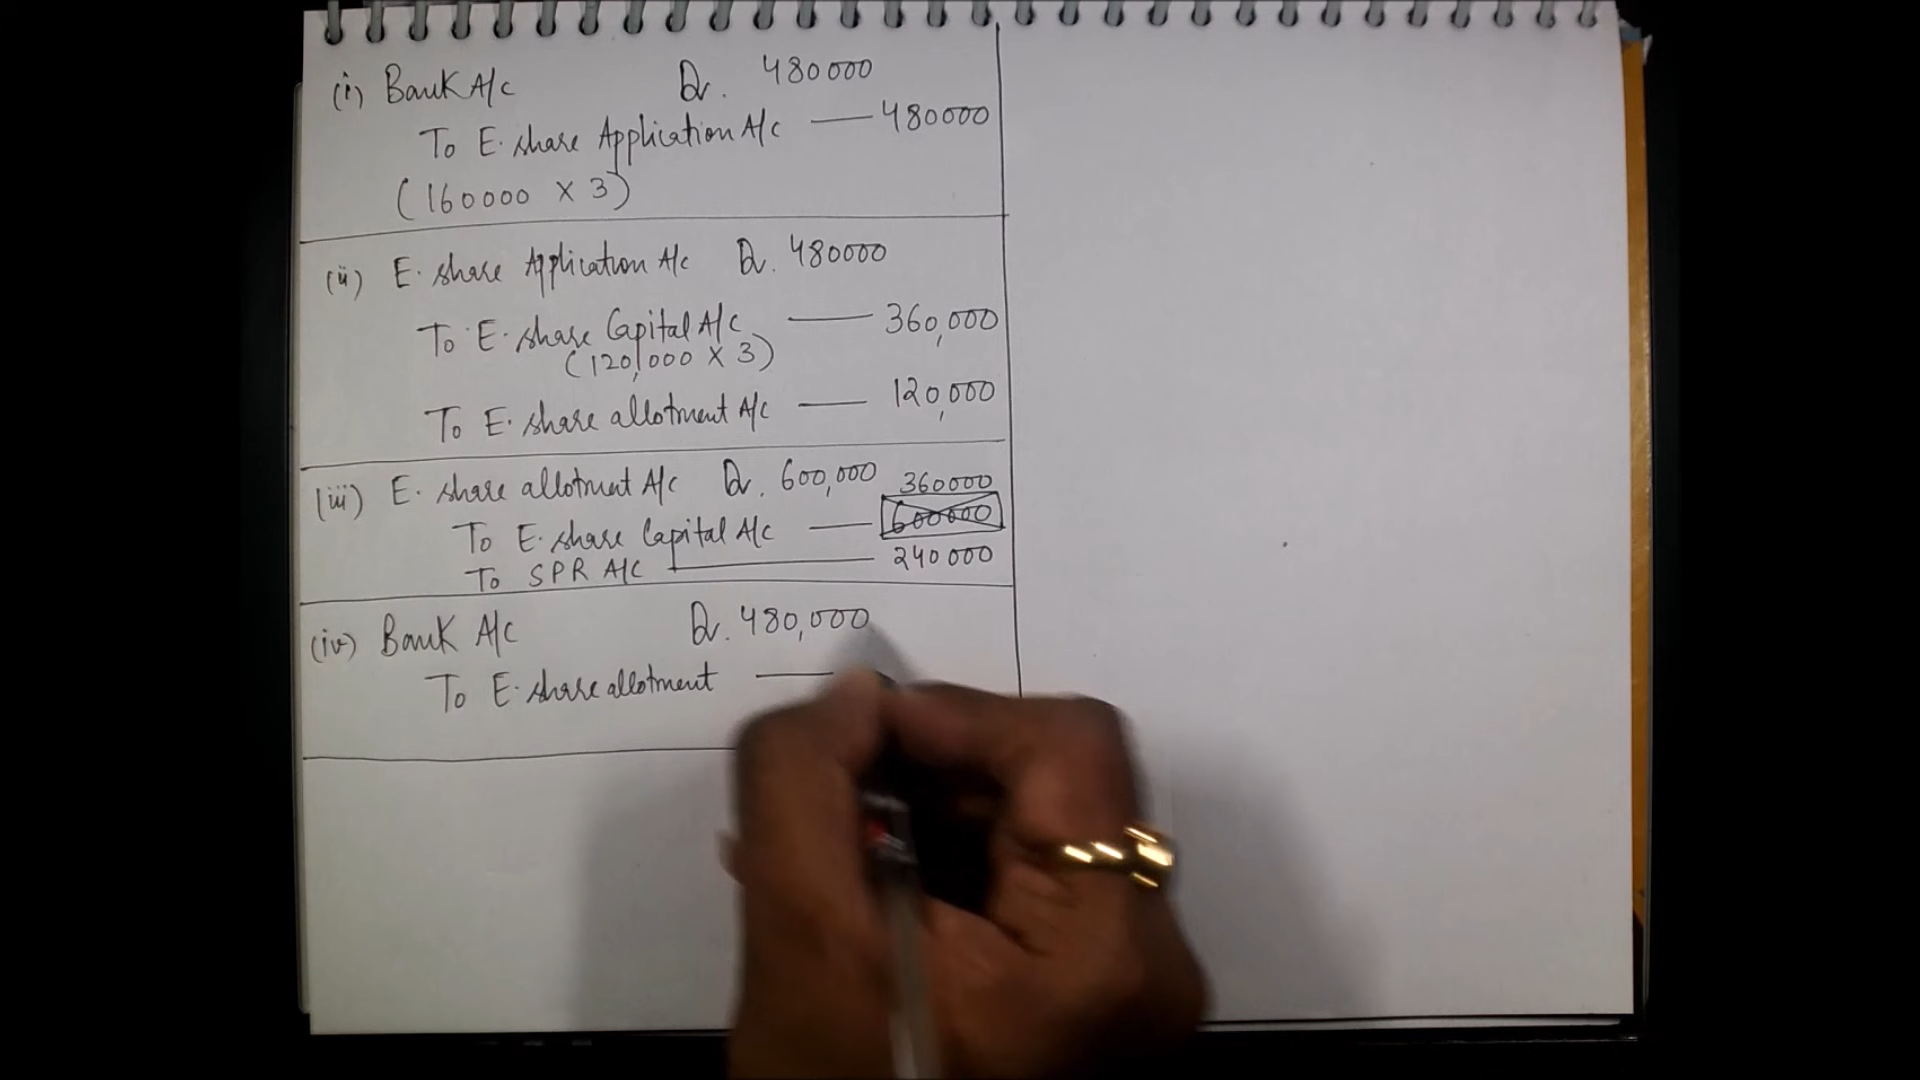 (i) Bank A/c Dr. 480000
To E. share Application A/c — 480000
(160000 × 3)
(ii) E. share Application A/c Dr. 480000
To E. share Capital A/c — 360,000
(120,000 × 3)
To E. share allotment A/c — 120,000
(iii) E. share allotment A/c Dr. 600,000 360000
To E. share Capital A/c — 600000
To SPR A/c — 240000
(iv) Bank A/c Dr. 480,000
To E. share allotment —